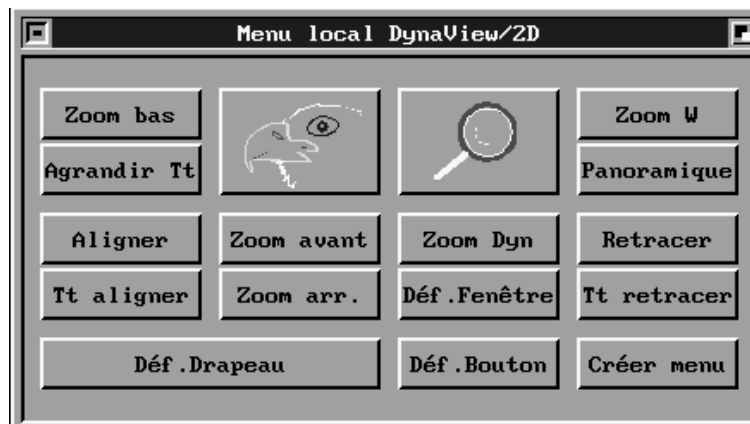 Menu local DynaView/2D
Zoom bas
Zoom W
Agrandir Tt
Panoramique
Aligner
Zoom avant
Zoom Dyn
Retracer
Tt aligner
Zoom arr.
Déf.Fenêtre
Tt retracer
Déf.Drapeau
Déf.Bouton
Créer menu